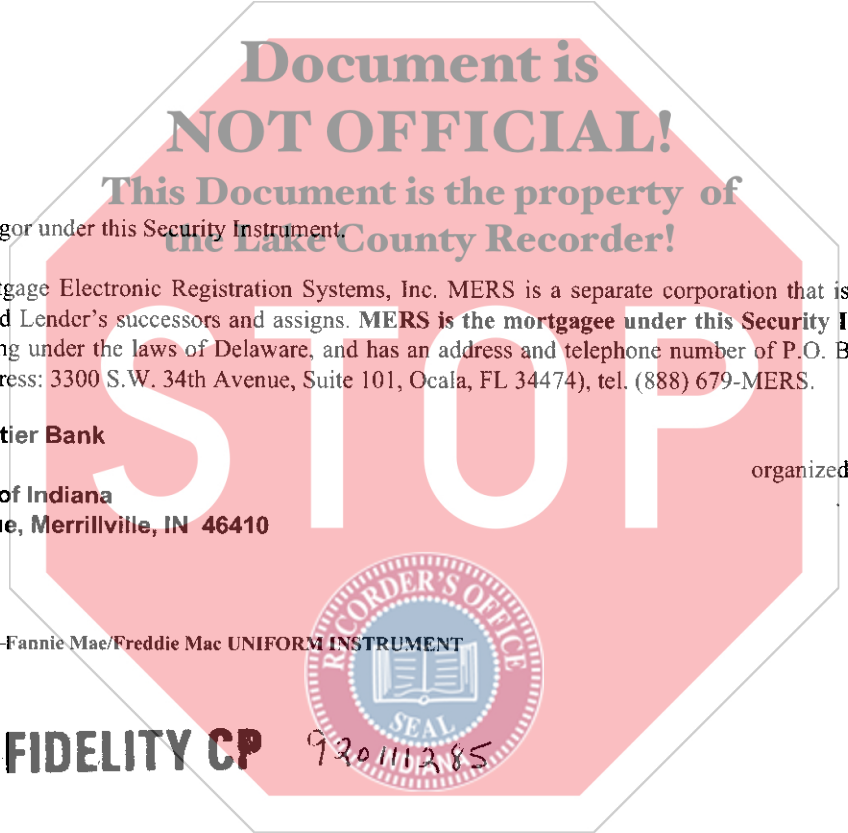 Document is
NOT OFFICIAL!
This Document is the property of
the Lake County Recorder!
gor under this Security Instrument.
gage Electronic Registration Systems, Inc. MERS is a separate corporation that is
d Lender's successors and assigns. MERS is the mortgagee under this Security I
ng under the laws of Delaware, and has an address and telephone number of P.O. B
ress: 3300 S.W. 34th Avenue, Suite 101, Ocala, FL 34474), tel. (888) 679-MERS.
STOP
tier Bank
organized
of Indiana
e, Merrillville, IN 46410
RECORDER'S OFFICE
SEAL
INDIANA
-Fannie Mae/Freddie Mac UNIFORM INSTRUMENT
FIDELITY CP 920111285